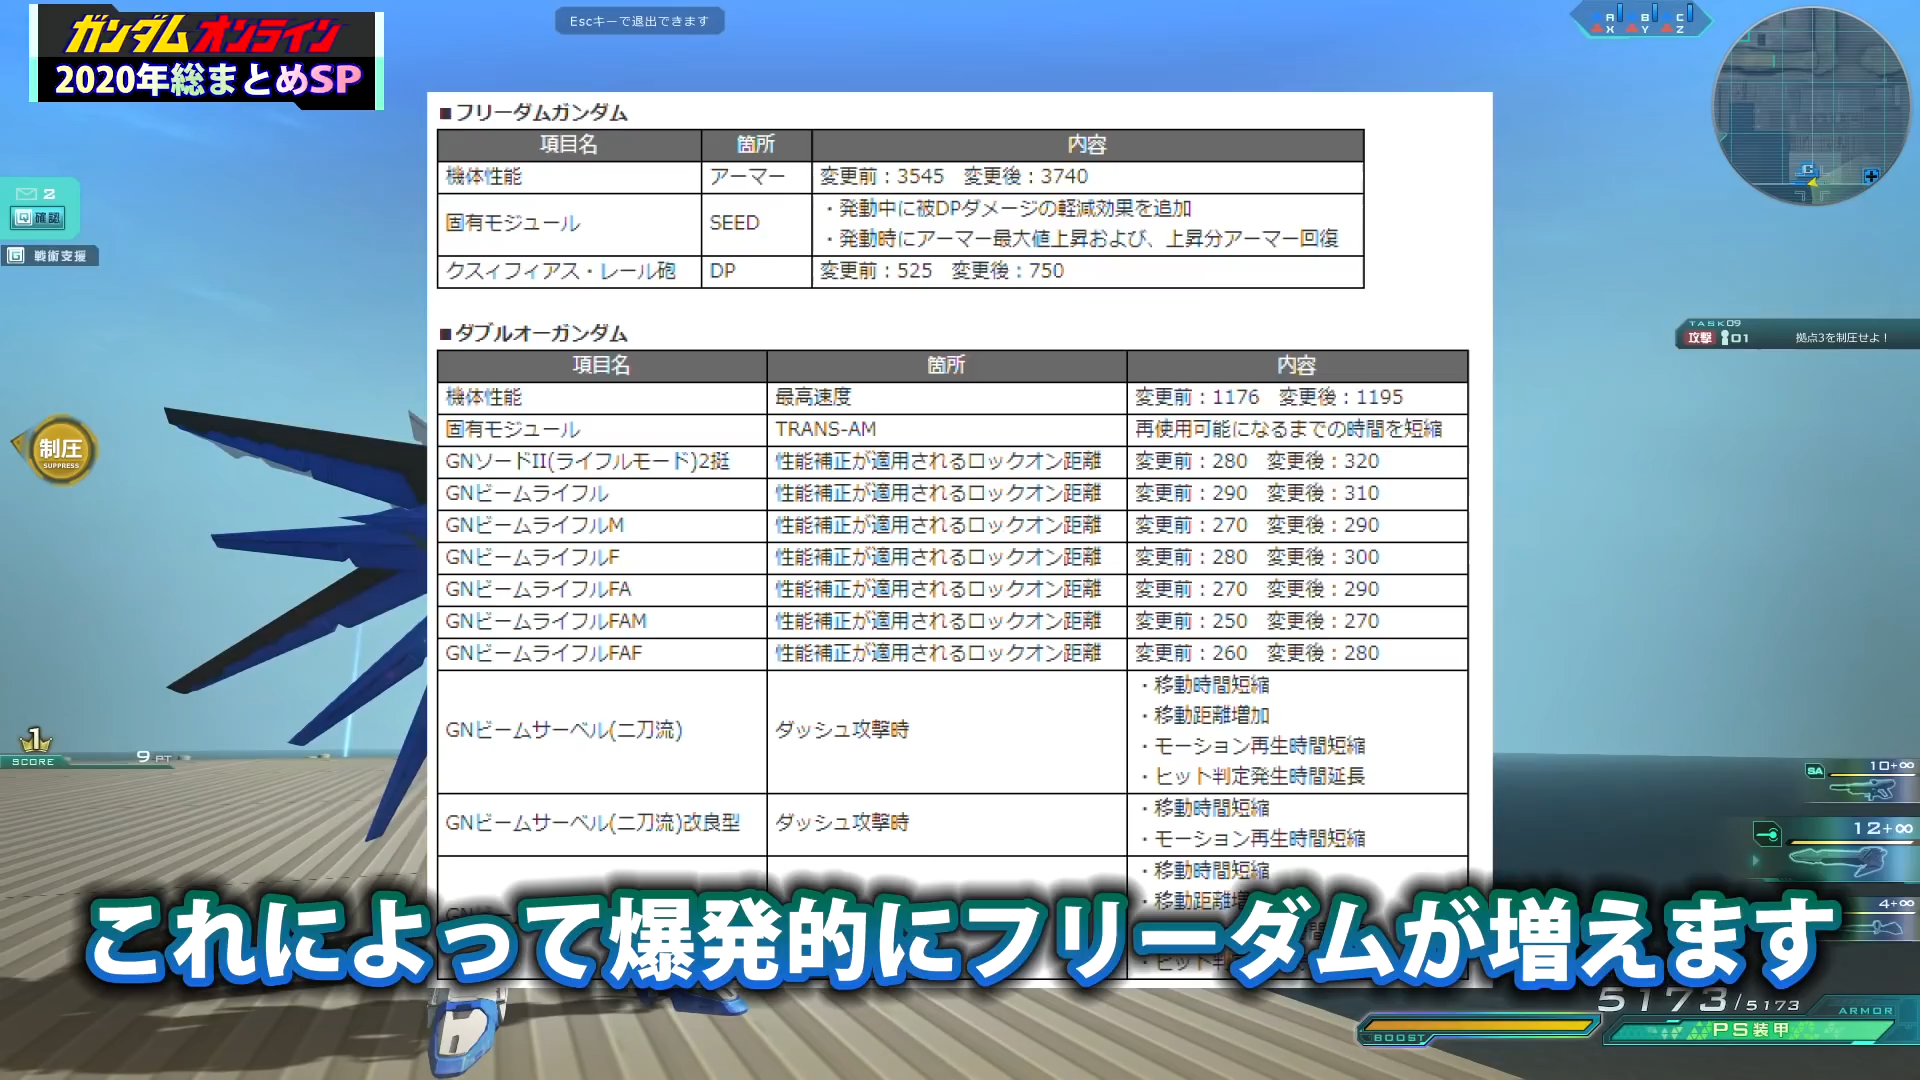 ガンダムオンライン
2020年総まとめSP
Escキーで退出できます
A B C
X Y Z
2
Q 確認
G 戦術支援
制圧
SUPPRESS
1
SCORE
9 PT
TASK09
攻撃 01 拠点3を制圧せよ！
■フリーダムガンダム
項目名 箇所 内容
機体性能 アーマー 変更前：3545 変更後：3740
固有モジュール SEED ・発動中に被DPダメージの軽減効果を追加
・発動時にアーマー最大値上昇および、上昇分アーマー回復
クスィフィアス・レール砲 DP 変更前：525 変更後：750
■ダブルオーガンダム
項目名 箇所 内容
機体性能 最高速度 変更前：1176 変更後：1195
固有モジュール TRANS-AM 再使用可能になるまでの時間を短縮
GNソードII(ライフルモード)2挺 性能補正が適用されるロックオン距離 変更前：280 変更後：320
GNビームライフル 性能補正が適用されるロックオン距離 変更前：290 変更後：310
GNビームライフルM 性能補正が適用されるロックオン距離 変更前：270 変更後：290
GNビームライフルF 性能補正が適用されるロックオン距離 変更前：280 変更後：300
GNビームライフルFA 性能補正が適用されるロックオン距離 変更前：270 変更後：290
GNビームライフルFAM 性能補正が適用されるロックオン距離 変更前：250 変更後：270
GNビームライフルFAF 性能補正が適用されるロックオン距離 変更前：260 変更後：280
GNビームサーベル(二刀流) ダッシュ攻撃時 ・移動時間短縮
・移動距離増加
・モーション再生時間短縮
・ヒット判定発生時間延長
GNビームサーベル(二刀流)改良型 ダッシュ攻撃時 ・移動時間短縮
・モーション再生時間短縮
・移動時間短縮
・移動距離増
これによって爆発的にフリーダムが増えます
SA 10+∞
12+∞
4+∞
5173/5173
ARMOR
BOOST
PS装甲